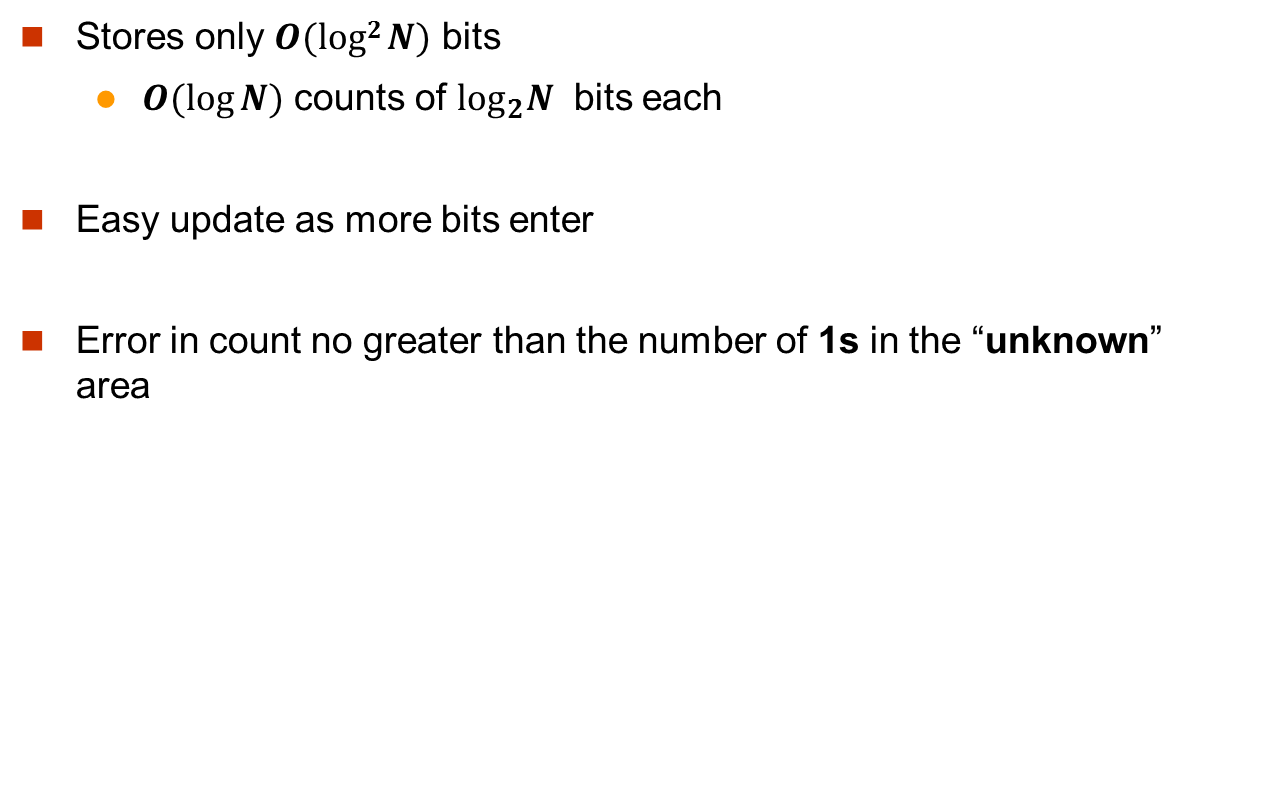 ■ Stores only O(log² N) bits
● O(log N) counts of log₂N bits each
■ Easy update as more bits enter
■ Error in count no greater than the number of 1s in the “unknown”
area